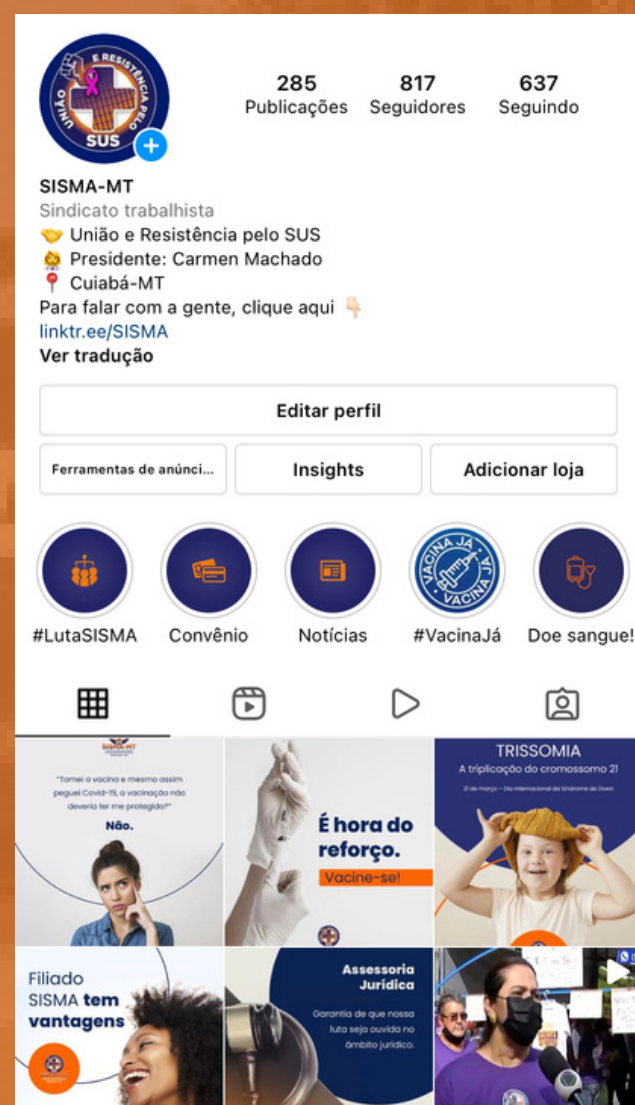 E RESISTÊNCIA PELO
UNIÃO
SUS
285
817
637
Publicações
Seguidores
Seguindo
SISMA-MT
Sindicato trabalhista
🤝 União e Resistência pelo SUS
👩‍⚕️ Presidente: Carmen Machado
📍 Cuiabá-MT
Para falar com a gente, clique aqui 👇🏻
linktr.ee/SISMA
Ver tradução
Editar perfil
Ferramentas de anúnci...
Insights
Adicionar loja
VACINA JÁ
VACINA JÁ
#LutaSISMA
Convênio
Notícias
#VacinaJá
Doe sangue!
SISMA-MT
"Tomei a vacina e mesmo assim
peguei Covid-19, a vacinação não
deveria ter me protegido?"
Não.
É hora do
reforço.
Vacine-se!
TRISSOMIA
A triplicação do cromossomo 21
21 de março - Dia Internacional da Síndrome de Down
Filiado
SISMA tem
vantagens
Assessoria
Jurídica
Garantia de que nossa
luta seja ouvida no
âmbito jurídico.